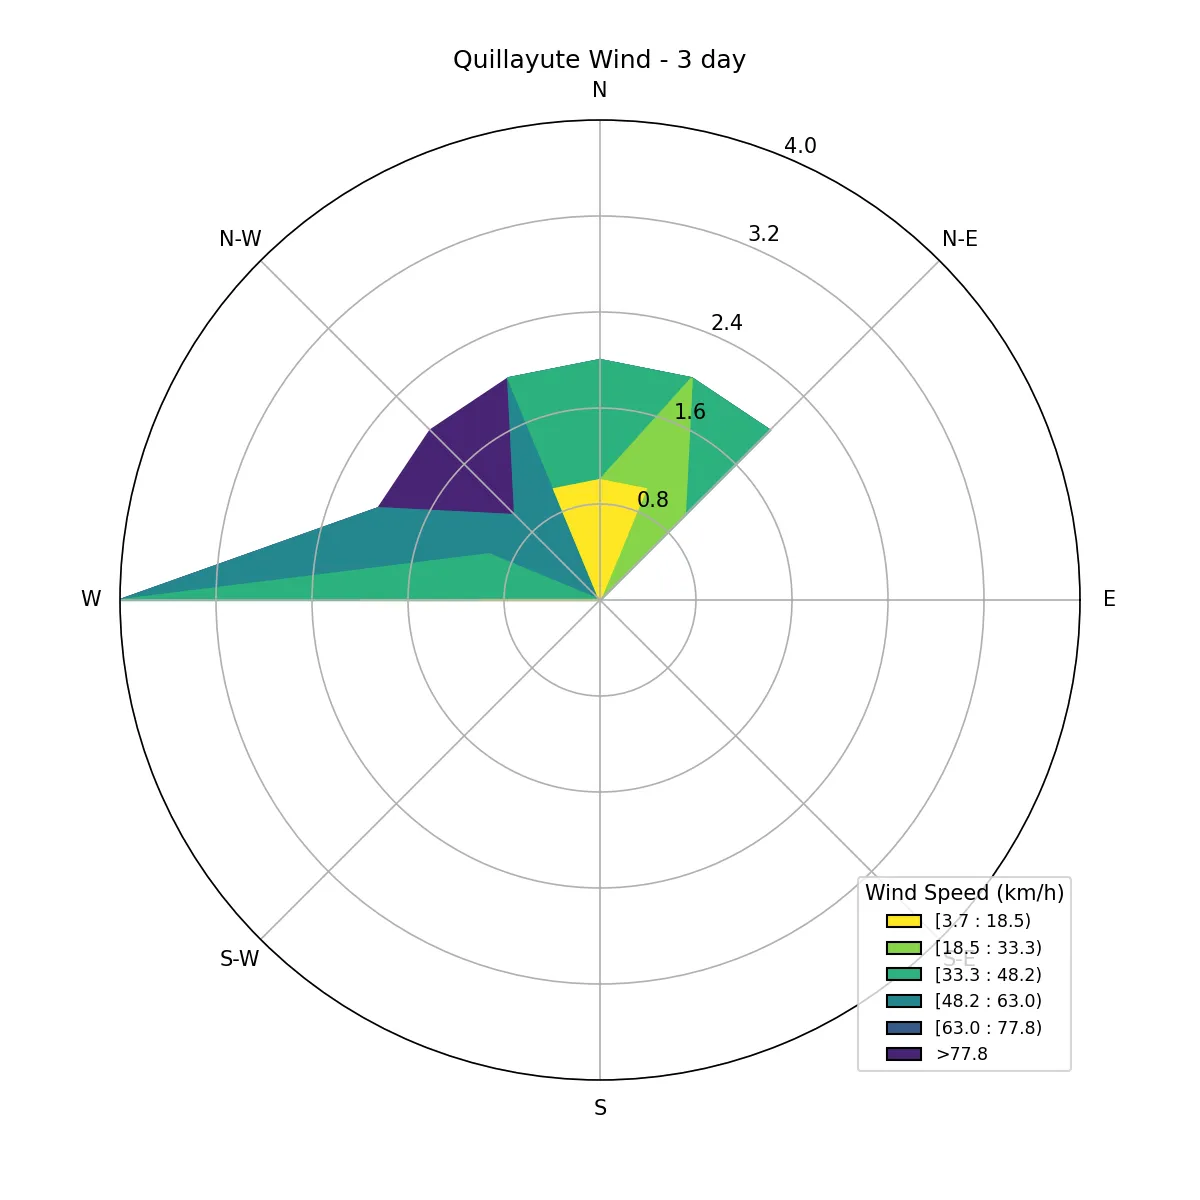 Quillayute Wind - 3 day
N
4.0
N-W
N-E
3.2
2.4
1.6
0.8
W
E
S-W
S-E
S
Wind Speed (km/h)
[3.7 : 18.5)
[18.5 : 33.3)
[33.3 : 48.2)
[48.2 : 63.0)
[63.0 : 77.8)
>77.8